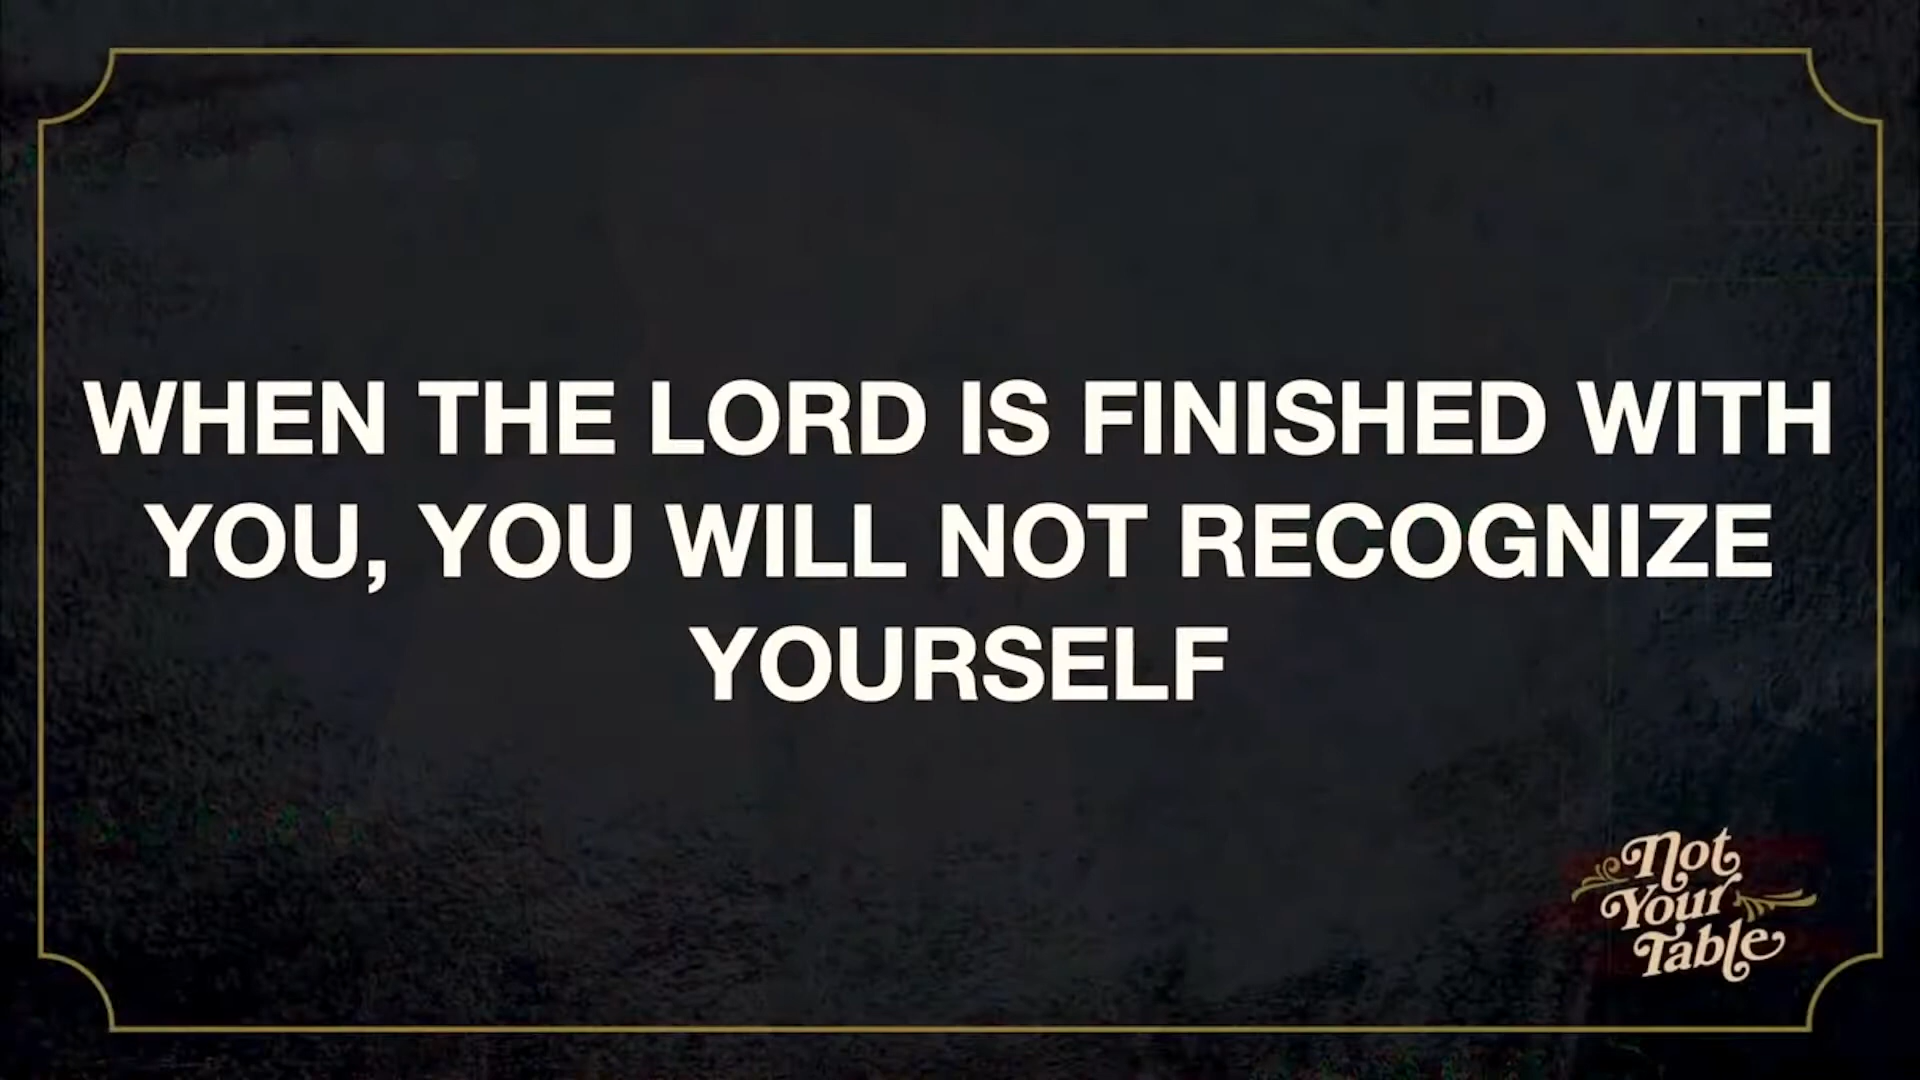 WHEN THE LORD IS FINISHED WITH
YOU, YOU WILL NOT RECOGNIZE
YOURSELF
Not
Your
Table